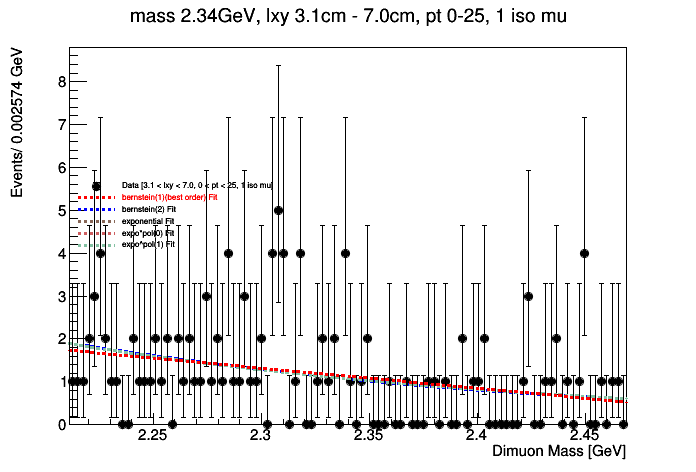 mass 2.34GeV, lxy 3.1cm - 7.0cm, pt 0-25, 1 iso mu
Events/ 0.002574 GeV
8
7
6
5
4
3
2
1
0
Data [3.1 < lxy < 7.0, 0 < pt < 25, 1 iso mu]
bernstein(1)(best order) Fit
bernstein(2) Fit
exponential Fit
expo*pol(0) Fit
expo^pol(1) Fit
2.25 2.3 2.35 2.4 2.45
Dimuon Mass [GeV]